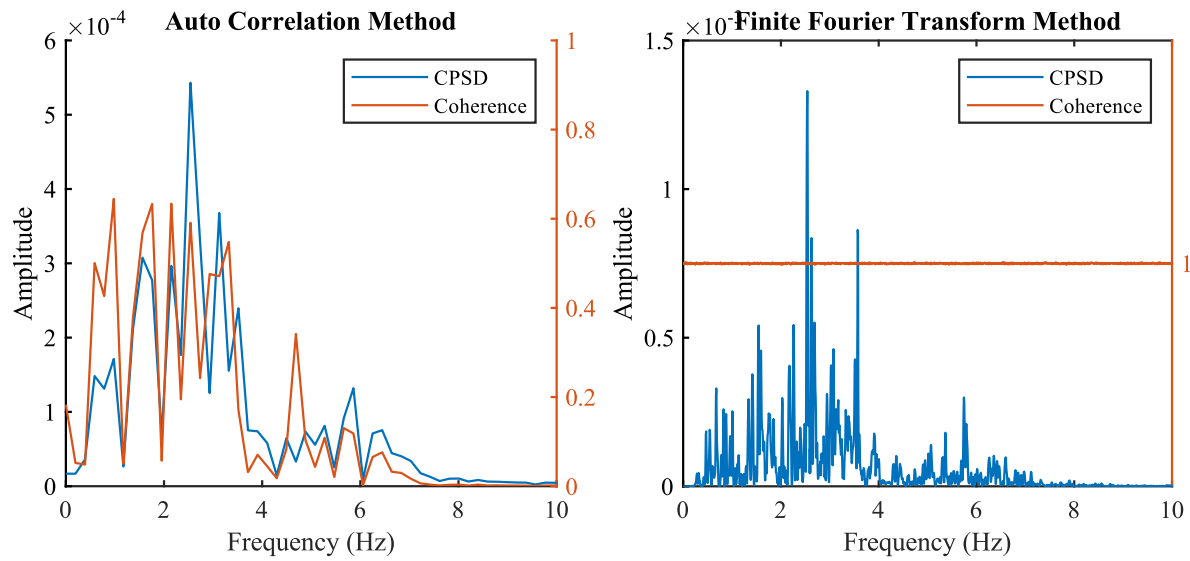 Auto Correlation Method
×10⁻⁴
6
5
4
3
2
1
0
Amplitude
1
0.8
0.6
0.4
0.2
0
CPSD
Coherence
0 2 4 6 8 10
Frequency (Hz)
Finite Fourier Transform Method
1.5
1
0.5
0
Amplitude
1
CPSD
Coherence
0 2 4 6 8 10
Frequency (Hz)